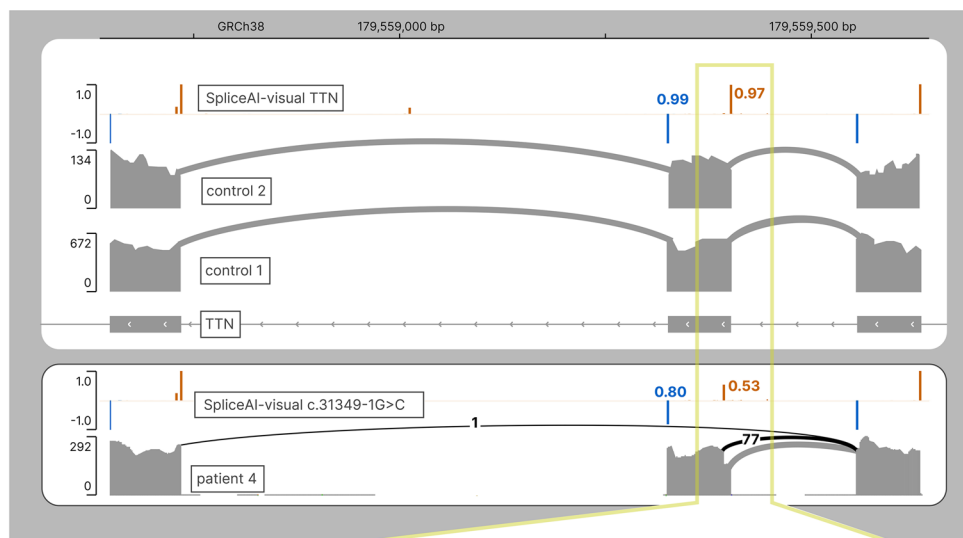 GRCh38 179,559,000 bp 179,559,500 bp
1.0 SpliceAI-visual TTN 0.99 0.97
-1.0
134
control 2
0
672
control 1
0
TTN
1.0 0.80 0.53
SpliceAI-visual c.31349-1G>C
-1.0 1
292 77
patient 4
0